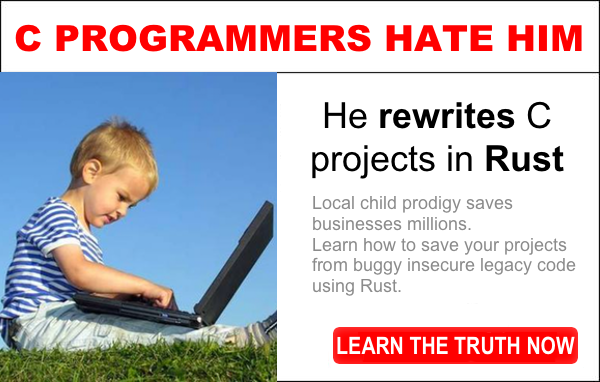 C PROGRAMMERS HATE HIM
He rewrites C
projects in Rust
Local child prodigy saves
businesses millions.
Learn how to save your projects
from buggy insecure legacy code
using Rust.
LEARN THE TRUTH NOW